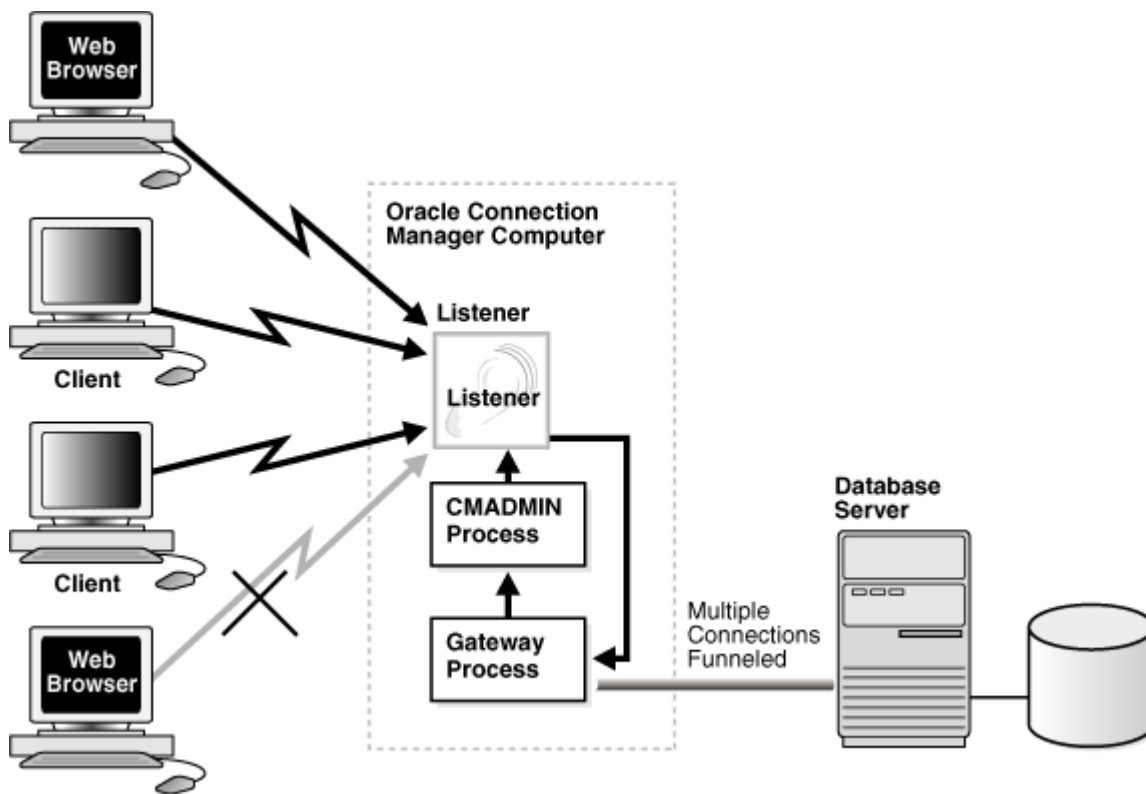 Web
Browser
Oracle Connection
Manager Computer
Listener
Listener
Client
CMADMIN
Process
Database
Server
Client
Multiple
Connections
Funneled
Gateway
Process
Web
Browser